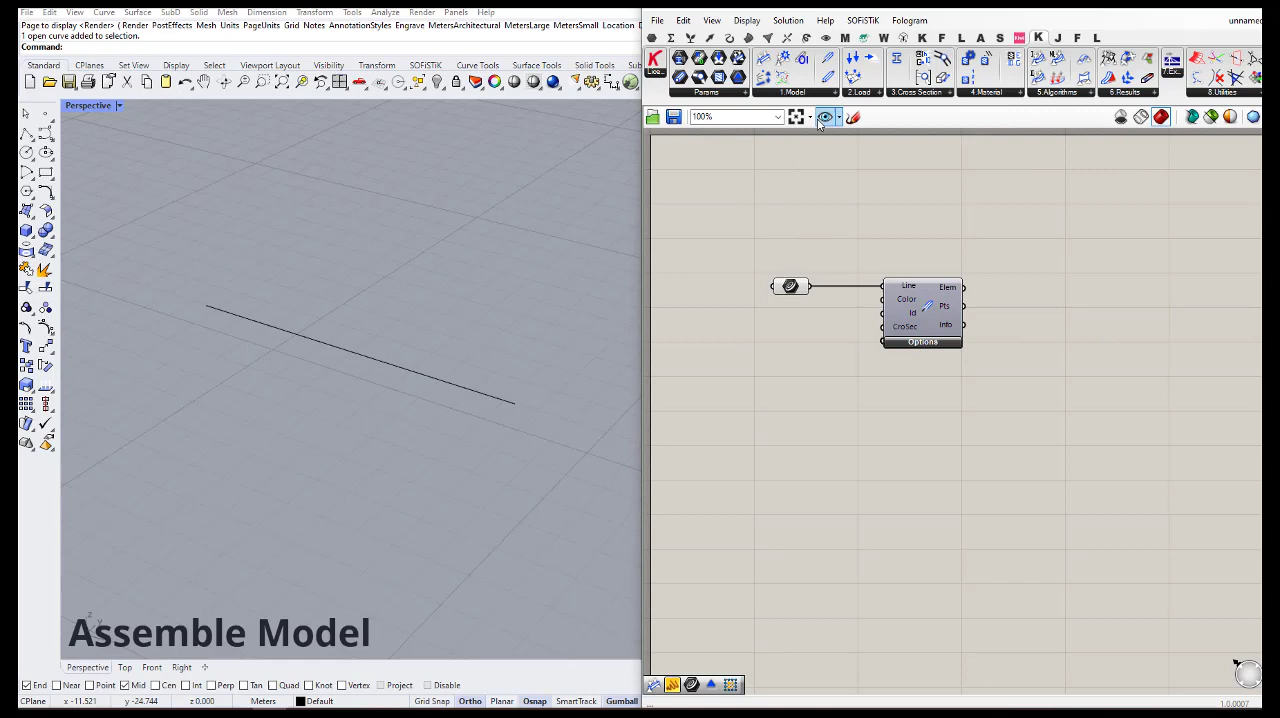 File Edit View Curve Surface SubD Solid Mesh Dimension Transform Tools Analyze Render Panels Help
Page to display <Render> ( Render PostEffects Mesh Units PageUnits Grid Notes AnnotationStyles Engrave MetersArchitectural MetersLarge MetersSmall Location
1 open curve added to selection.
Command:
Standard CPlanes Set View Display Select Viewport Layout Visibility Transform SOFiSTiK Curve Tools Surface Tools Solid Tools
Perspective
Assemble Model
Perspective Top Front Right
End Near Point Mid Cen Int Perp Tan Quad Knot Vertex Project Disable
CPlane x -11.521 y -24.744 z 0.000 Meters Default Grid Snap Ortho Planar Osnap SmartTrack Gumball
File Edit View Display Solution Help SOFiSTiK Fologram unnamed
M W K F L A S K J F L
Params 1.Model 2.Load 3.Cross Section 4.Material 5.Algorithms 6.Results 7.Ex... 8.Utilities
100%
Line
Color
Id
CroSec
Elem
Pts
Info
Options
1.0.0007